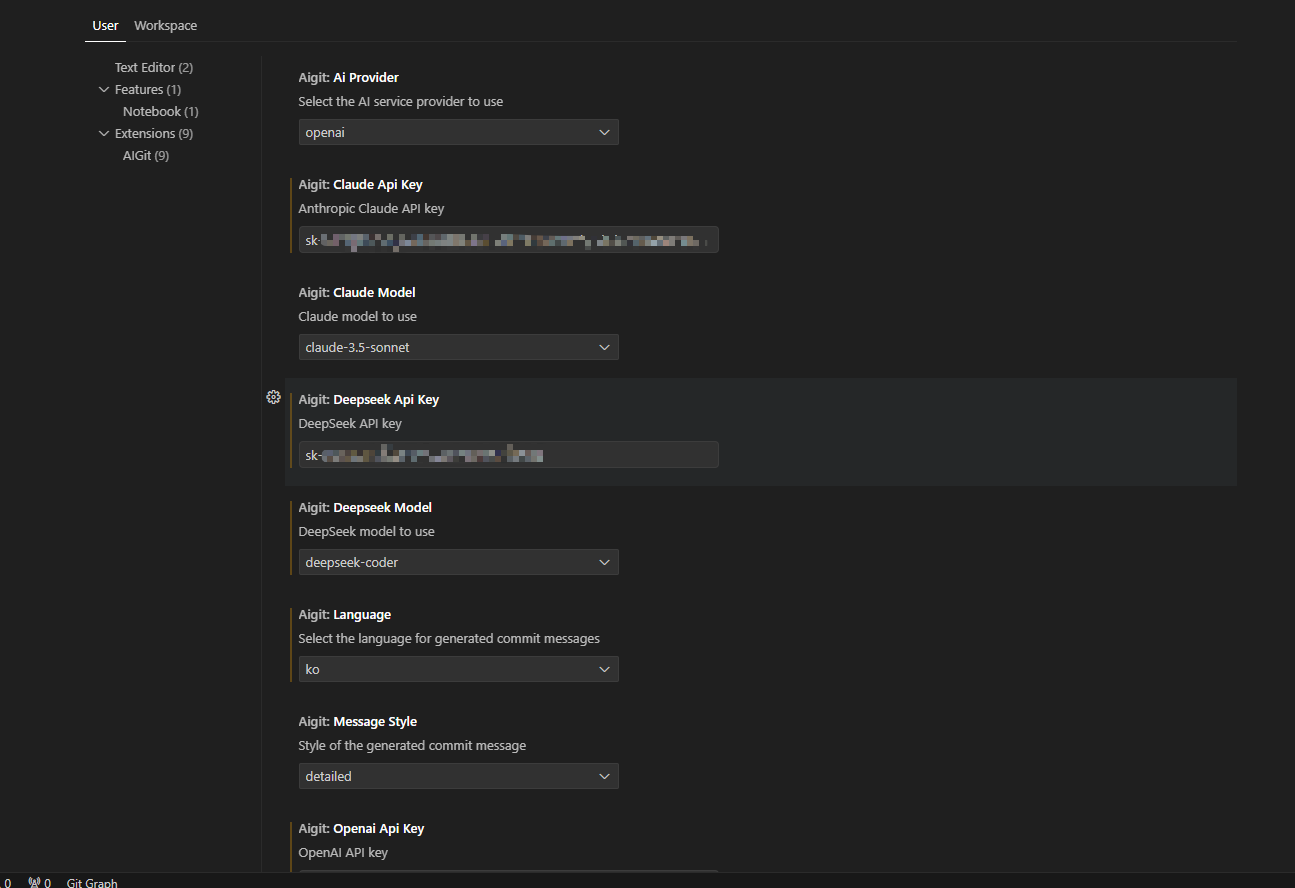 User Workspace
Text Editor (2)
Features (1)
Notebook (1)
Extensions (9)
AIGit (9)
Aigit: Ai Provider
Select the AI service provider to use
openai
Aigit: Claude Api Key
Anthropic Claude API key
sk-
Aigit: Claude Model
Claude model to use
claude-3.5-sonnet
Aigit: Deepseek Api Key
DeepSeek API key
sk-
Aigit: Deepseek Model
DeepSeek model to use
deepseek-coder
Aigit: Language
Select the language for generated commit messages
ko
Aigit: Message Style
Style of the generated commit message
detailed
Aigit: Openai Api Key
OpenAI API key
0 0 Git Graph